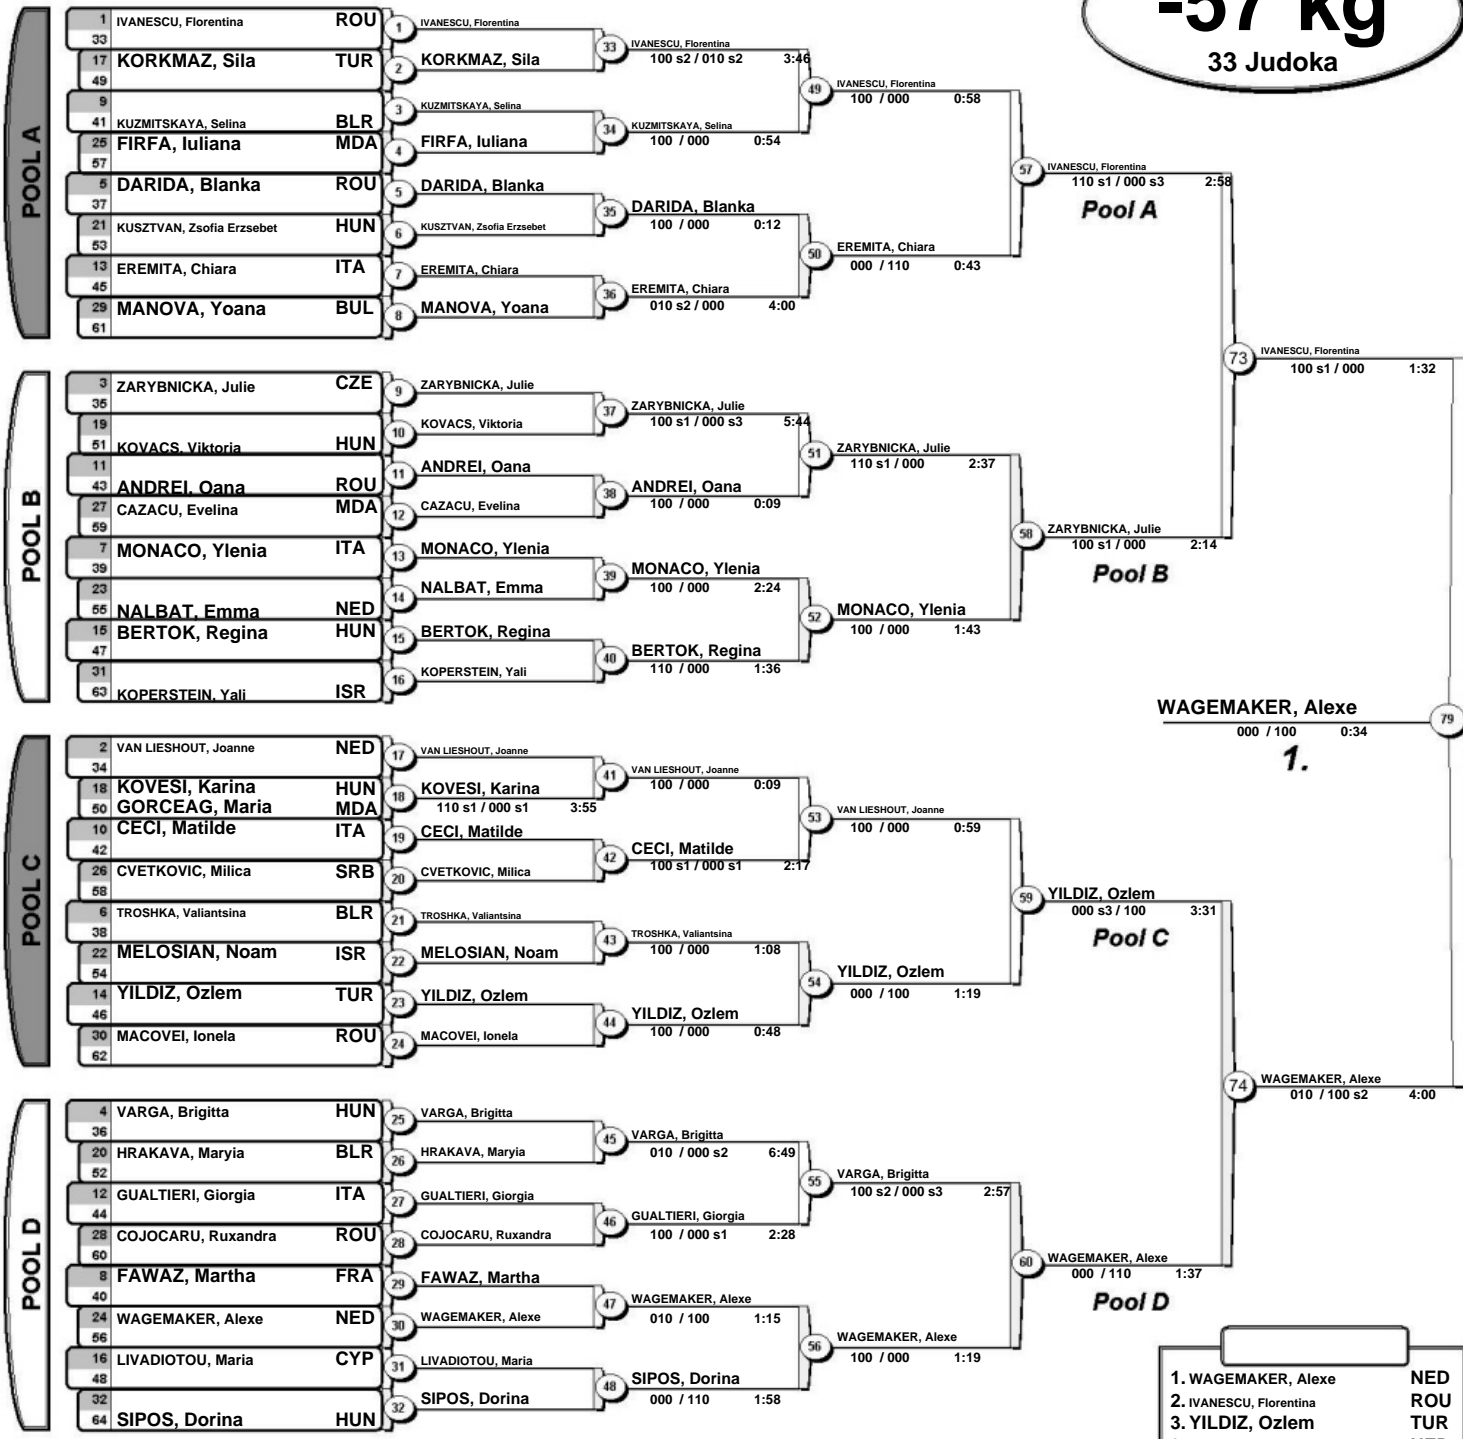 -57 kg
33 Judoka
POOL A
1 IVANESCU, Florentina ROU
33
17 KORKMAZ, Sila TUR
49
9
41 KUZMITSKAYA, Selina BLR
25 FIRFA, Iuliana MDA
57
5 DARIDA, Blanka ROU
37
21 KUSZTVAN, Zsofia Erzsebet HUN
53
13 EREMITA, Chiara ITA
45
29 MANOVA, Yoana BUL
61
1 IVANESCU, Florentina
2 KORKMAZ, Sila
3 KUZMITSKAYA, Selina
4 FIRFA, Iuliana
5 DARIDA, Blanka
6 KUSZTVAN, Zsofia Erzsebet
7 EREMITA, Chiara
8 MANOVA, Yoana
33 IVANESCU, Florentina
100 s2 / 010 s2 3:46
34 KUZMITSKAYA, Selina
100 / 000 0:54
35 DARIDA, Blanka
100 / 000 0:12
36 EREMITA, Chiara
010 s2 / 000 4:00
49 IVANESCU, Florentina
100 / 000 0:58
50 EREMITA, Chiara
000 / 110 0:43
57 IVANESCU, Florentina
110 s1 / 000 s3 2:58
Pool A
POOL B
3 ZARYBNICKA, Julie CZE
35
19
51 KOVACS, Viktoria HUN
11
43 ANDREI, Oana ROU
27 CAZACU, Evelina MDA
59
7 MONACO, Ylenia ITA
39
23
55 NALBAT, Emma NED
15 BERTOK, Regina HUN
47
31
63 KOPERSTEIN, Yali ISR
9 ZARYBNICKA, Julie
10 KOVACS, Viktoria
11 ANDREI, Oana
12 CAZACU, Evelina
13 MONACO, Ylenia
14 NALBAT, Emma
15 BERTOK, Regina
16 KOPERSTEIN, Yali
37 ZARYBNICKA, Julie
100 s1 / 000 s3 5:44
38 ANDREI, Oana
100 / 000 0:09
39 MONACO, Ylenia
100 / 000 2:24
40 BERTOK, Regina
110 / 000 1:36
51 ZARYBNICKA, Julie
110 s1 / 000 2:37
52 MONACO, Ylenia
100 / 000 1:43
58 ZARYBNICKA, Julie
100 s1 / 000 2:14
Pool B
73 IVANESCU, Florentina
100 s1 / 000 1:32
WAGEMAKER, Alexe 79
000 / 100 0:34
1.
POOL C
2 VAN LIESHOUT, Joanne NED
34
18 KOVESI, Karina HUN
50 GORCEAG, Maria MDA
10 CECI, Matilde ITA
42
26 CVETKOVIC, Milica SRB
58
6 TROSHKA, Valiantsina BLR
38
22 MELOSIAN, Noam ISR
54
14 YILDIZ, Ozlem TUR
46
30 MACOVEI, Ionela ROU
62
17 VAN LIESHOUT, Joanne
18 KOVESI, Karina
110 s1 / 000 s1 3:55
19 CECI, Matilde
20 CVETKOVIC, Milica
21 TROSHKA, Valiantsina
22 MELOSIAN, Noam
23 YILDIZ, Ozlem
24 MACOVEI, Ionela
41 VAN LIESHOUT, Joanne
100 / 000 0:09
42 CECI, Matilde
100 s1 / 000 s1 2:17
43 TROSHKA, Valiantsina
100 / 000 1:08
44 YILDIZ, Ozlem
100 / 000 0:48
53 VAN LIESHOUT, Joanne
100 / 000 0:59
54 YILDIZ, Ozlem
000 / 100 1:19
59 YILDIZ, Ozlem
000 s3 / 100 3:31
Pool C
74 WAGEMAKER, Alexe
010 / 100 s2 4:00
POOL D
4 VARGA, Brigitta HUN
36
20 HRAKAVA, Maryia BLR
52
12 GUALTIERI, Giorgia ITA
44
28 COJOCARU, Ruxandra ROU
60
8 FAWAZ, Martha FRA
40
24 WAGEMAKER, Alexe NED
56
16 LIVADIOTOU, Maria CYP
48
32
64 SIPOS, Dorina HUN
25 VARGA, Brigitta
26 HRAKAVA, Maryia
27 GUALTIERI, Giorgia
28 COJOCARU, Ruxandra
29 FAWAZ, Martha
30 WAGEMAKER, Alexe
31 LIVADIOTOU, Maria
32 SIPOS, Dorina
45 VARGA, Brigitta
010 / 000 s2 6:49
46 GUALTIERI, Giorgia
100 / 000 s1 2:28
47 WAGEMAKER, Alexe
010 / 100 1:15
48 SIPOS, Dorina
000 / 110 1:58
55 VARGA, Brigitta
100 s2 / 000 s3 2:57
56 WAGEMAKER, Alexe
100 / 000 1:19
60 WAGEMAKER, Alexe
000 / 110 1:37
Pool D
1. WAGEMAKER, Alexe NED
2. IVANESCU, Florentina ROU
3. YILDIZ, Ozlem TUR